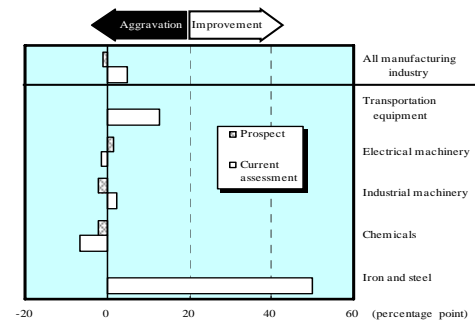 Aggravation Improvement
All manufacturing
industry
Transportation
equipment
Electrical machinery
Industrial machinery
Chemicals
Iron and steel
Prospect
Current
assessment
-20 0 20 40 60 (percentage point)